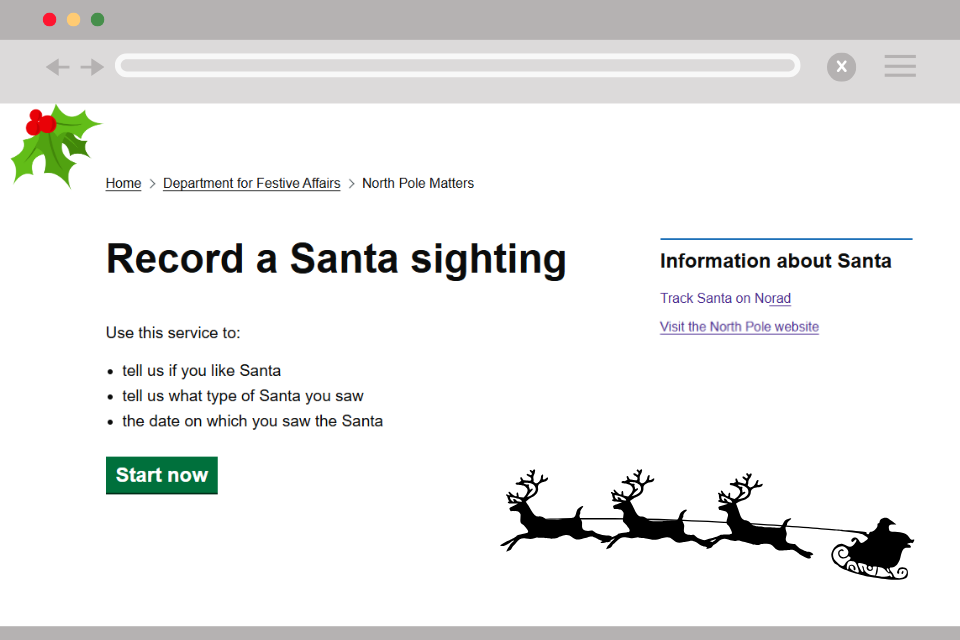 Home > Department for Festive Affairs > North Pole Matters
Record a Santa sighting
Use this service to:
• tell us if you like Santa
• tell us what type of Santa you saw
• the date on which you saw the Santa
Start now
Information about Santa
Track Santa on Norad
Visit the North Pole website